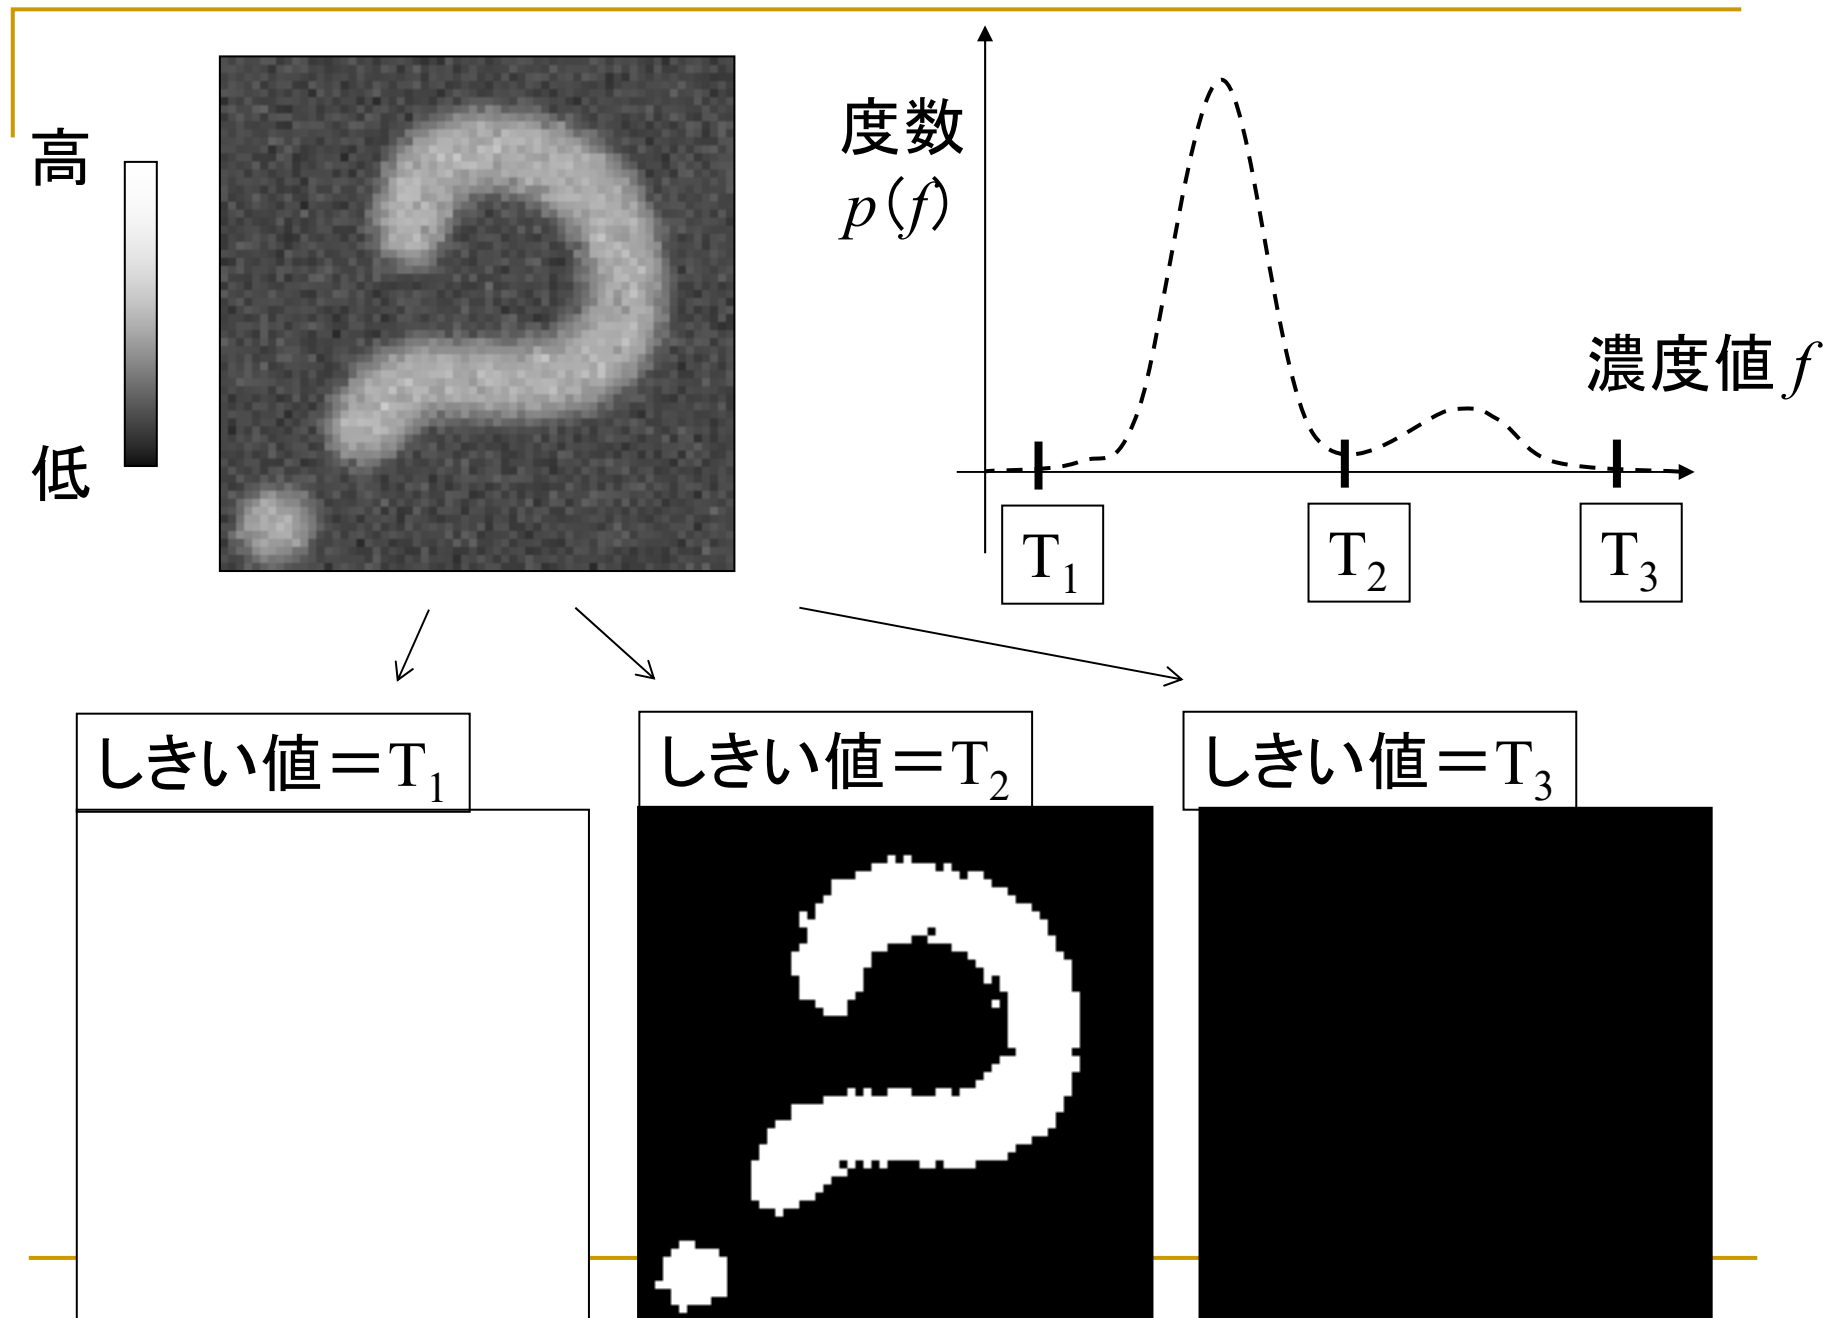 高
低
度数
p(f)
濃度値 f
T₁
T₂
T₃
しきい値＝T₁
しきい値＝T₂
しきい値＝T₃